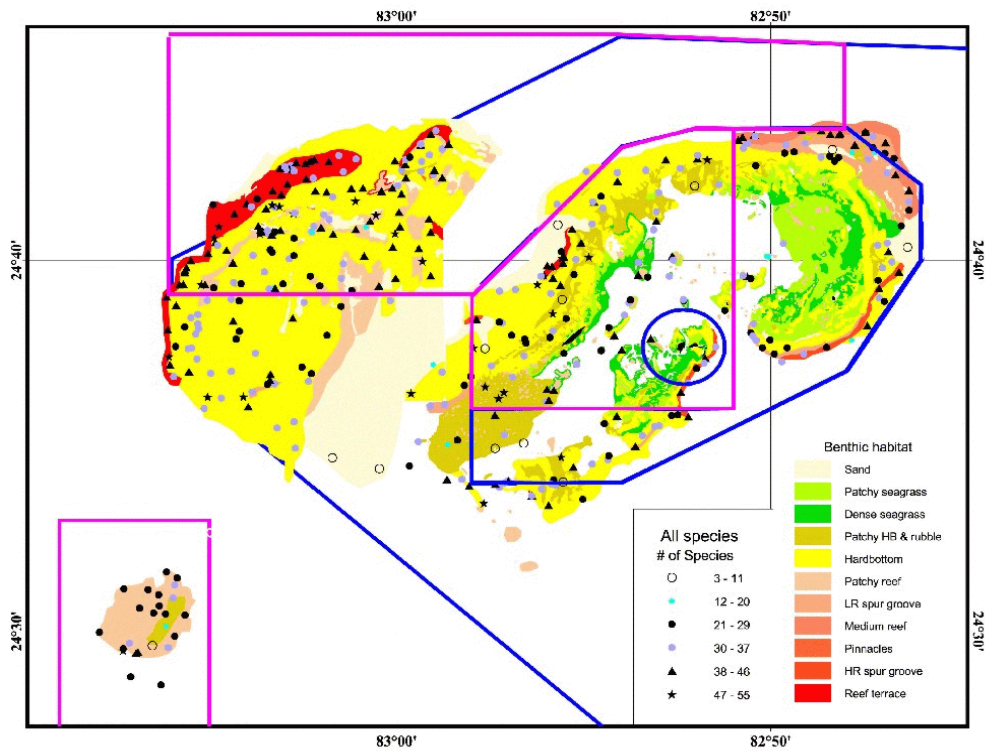 83°00'
82°50'
24°40'
24°40'
Benthic habitat
Sand
Patchy seagrass
Dense seagrass
Patchy HB & rubble
Hardbottom
Patchy reef
LR spur groove
Medium reef
Pinnacles
HR spur groove
Reef terrace
All species
# of Species
3 - 11
12 - 20
21 - 29
30 - 37
38 - 46
47 - 55
24°30'
24°30'
83°00'
82°50'